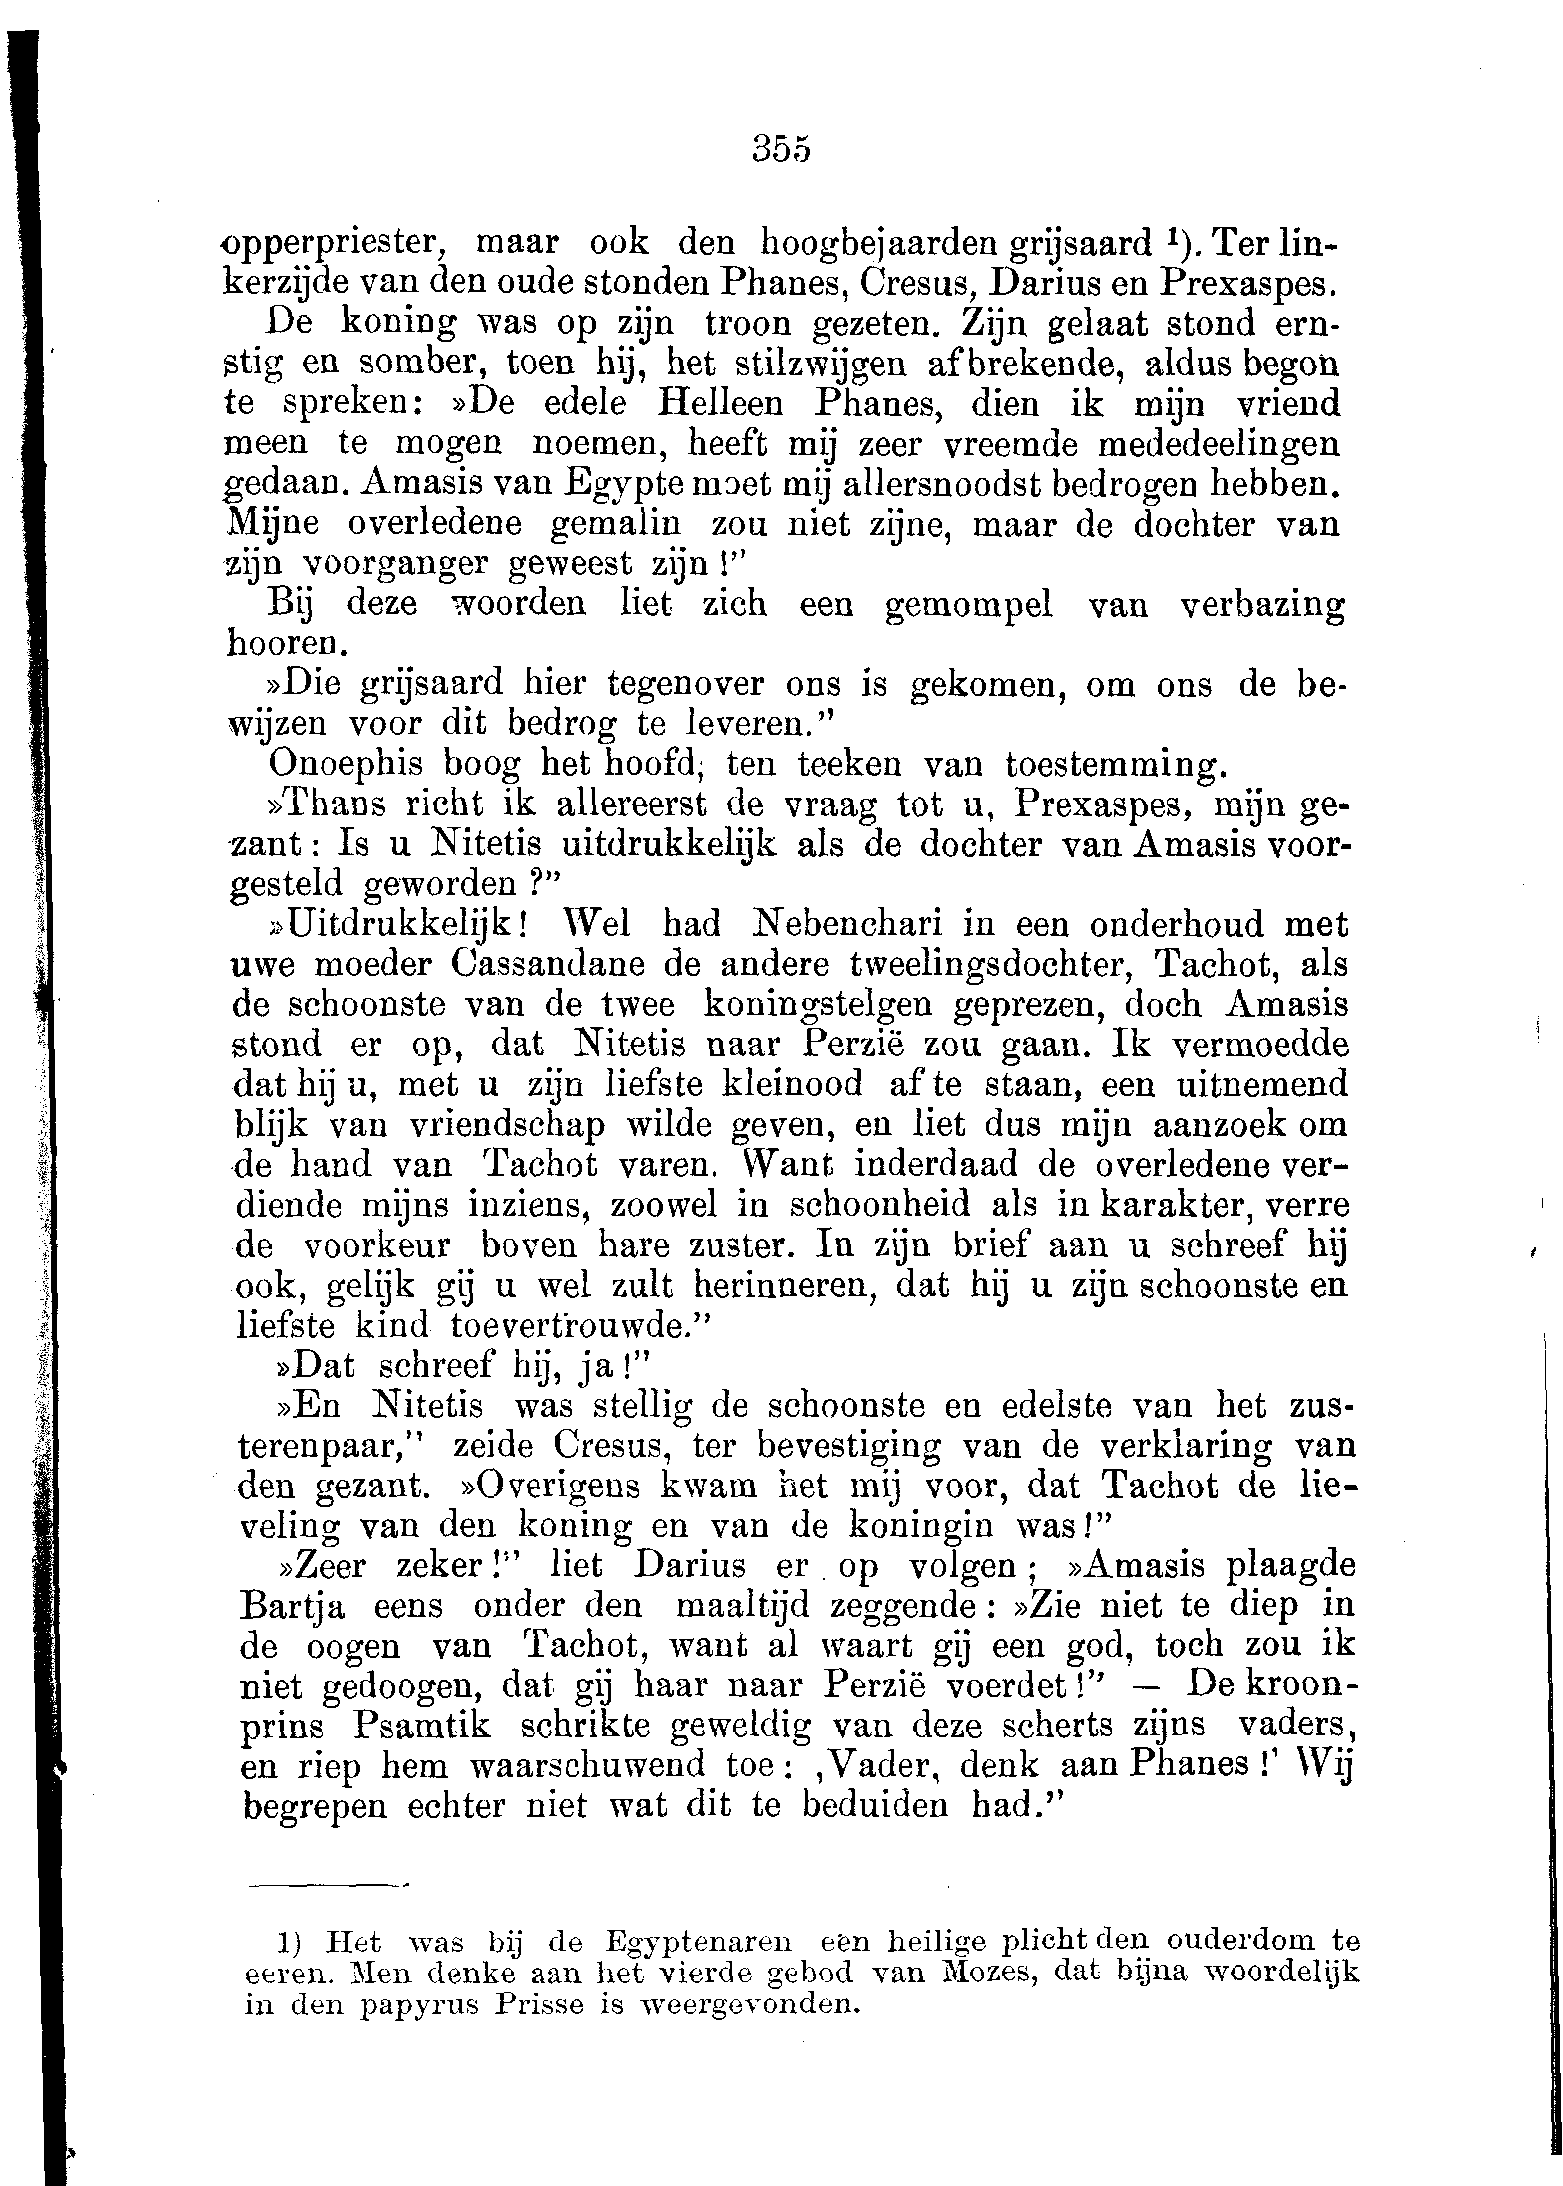 355
opperpriester, maar ook den hoogbejaarden grijsaard ¹). Ter lin-
kerzijde van den oude stonden Phanes, Cresus, Darius en Prexaspes.
De koning was op zijn troon gezeten. Zijn gelaat stond ern-
stig en somber, toen hij, het stilzwijgen afbrekende, aldus begon
te spreken: »De edele Helleen Phanes, dien ik mijn vriend
meen te mogen noemen, heeft mij zeer vreemde mededeelingen
gedaan. Amasis van Egypte moet mij allersnoodst bedrogen hebben.
Mijne overledene gemalin zou niet zijne, maar de dochter van
zijn voorganger geweest zijn!"
Bij deze woorden liet zich een gemompel van verbazing
hooren.
»Die grijsaard hier tegenover ons is gekomen, om ons de be-
wijzen voor dit bedrog te leveren."
Onoephis boog het hoofd, ten teeken van toestemming.
»Thans richt ik allereerst de vraag tot u, Prexaspes, mijn ge-
zant: Is u Nitetis uitdrukkelijk als de dochter van Amasis voor-
gesteld geworden?"
»Uitdrukkelijk! Wel had Nebenchari in een onderhoud met
uwe moeder Cassandane de andere tweelingsdochter, Tachot, als
de schoonste van de twee koningstelgen geprezen, doch Amasis
stond er op, dat Nitetis naar Perzië zou gaan. Ik vermoedde
dat hij u, met u zijn liefste kleinood af te staan, een uitnemend
blijk van vriendschap wilde geven, en liet dus mijn aanzoek om
de hand van Tachot varen. Want inderdaad de overledene ver-
diende mijns inziens, zoowel in schoonheid als in karakter, verre
de voorkeur boven hare zuster. In zijn brief aan u schreef hij
ook, gelijk gij u wel zult herinneren, dat hij u zijn schoonste en
liefste kind toevertrouwde."
»Dat schreef hij, ja!"
»En Nitetis was stellig de schoonste en edelste van het zus-
terenpaar," zeide Cresus, ter bevestiging van de verklaring van
den gezant. »Overigens kwam het mij voor, dat Tachot de lie-
veling van den koning en van de koningin was!"
»Zeer zeker!" liet Darius er op volgen; »Amasis plaagde
Bartja eens onder den maaltijd zeggende: »Zie niet te diep in
de oogen van Tachot, want al waart gij een god, toch zou ik
niet gedoogen, dat gij haar naar Perzië voerdet!" — De kroon-
prins Psamtik schrikte geweldig van deze scherts zijns vaders,
en riep hem waarschuwend toe: ‚Vader, denk aan Phanes!' Wij
begrepen echter niet wat dit te beduiden had."
1) Het was bij de Egyptenaren een heilige plicht den ouderdom te
eeren. Men denke aan het vierde gebod van Mozes, dat bijna woordelijk
in den papyrus Prisse is weergevonden.